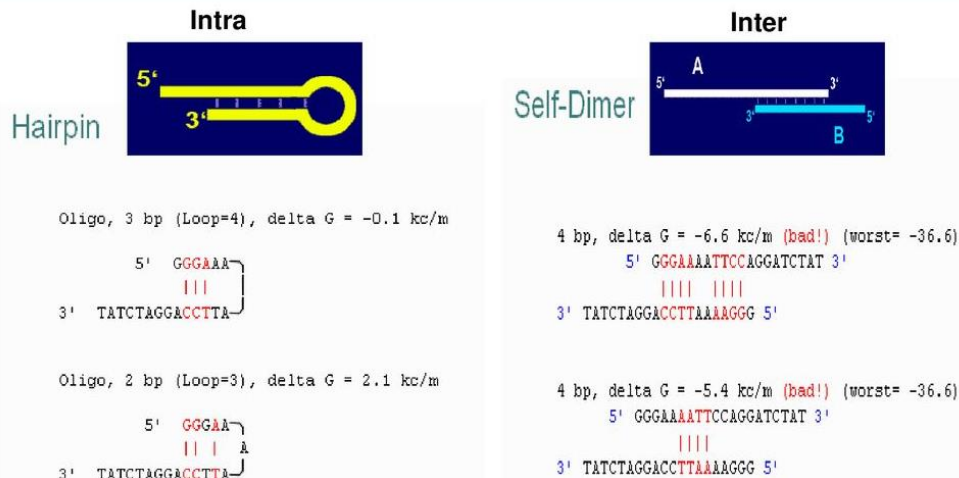 Intra
5‘
3‘
Hairpin
Oligo, 3 bp (Loop=4), delta G = -0.1 kc/m
5' GGGAAA
3' TATCTAGGACCTTA
Oligo, 2 bp (Loop=3), delta G = 2.1 kc/m
5' GGGAA
A
3' TATCTAGGACCTTA
Inter
A
5‘ 3‘
3‘ 5‘
B
Self-Dimer
4 bp, delta G = -6.6 kc/m (bad!) (worst= -36.6)
5' GGGAAAATTCCAGGATCTAT 3'
3' TATCTAGGACCTTAAAAGGG 5'
4 bp, delta G = -5.4 kc/m (bad!) (worst= -36.6)
5' GGGAAAATTCCAGGATCTAT 3'
3' TATCTAGGACCTTAAAAGGG 5'